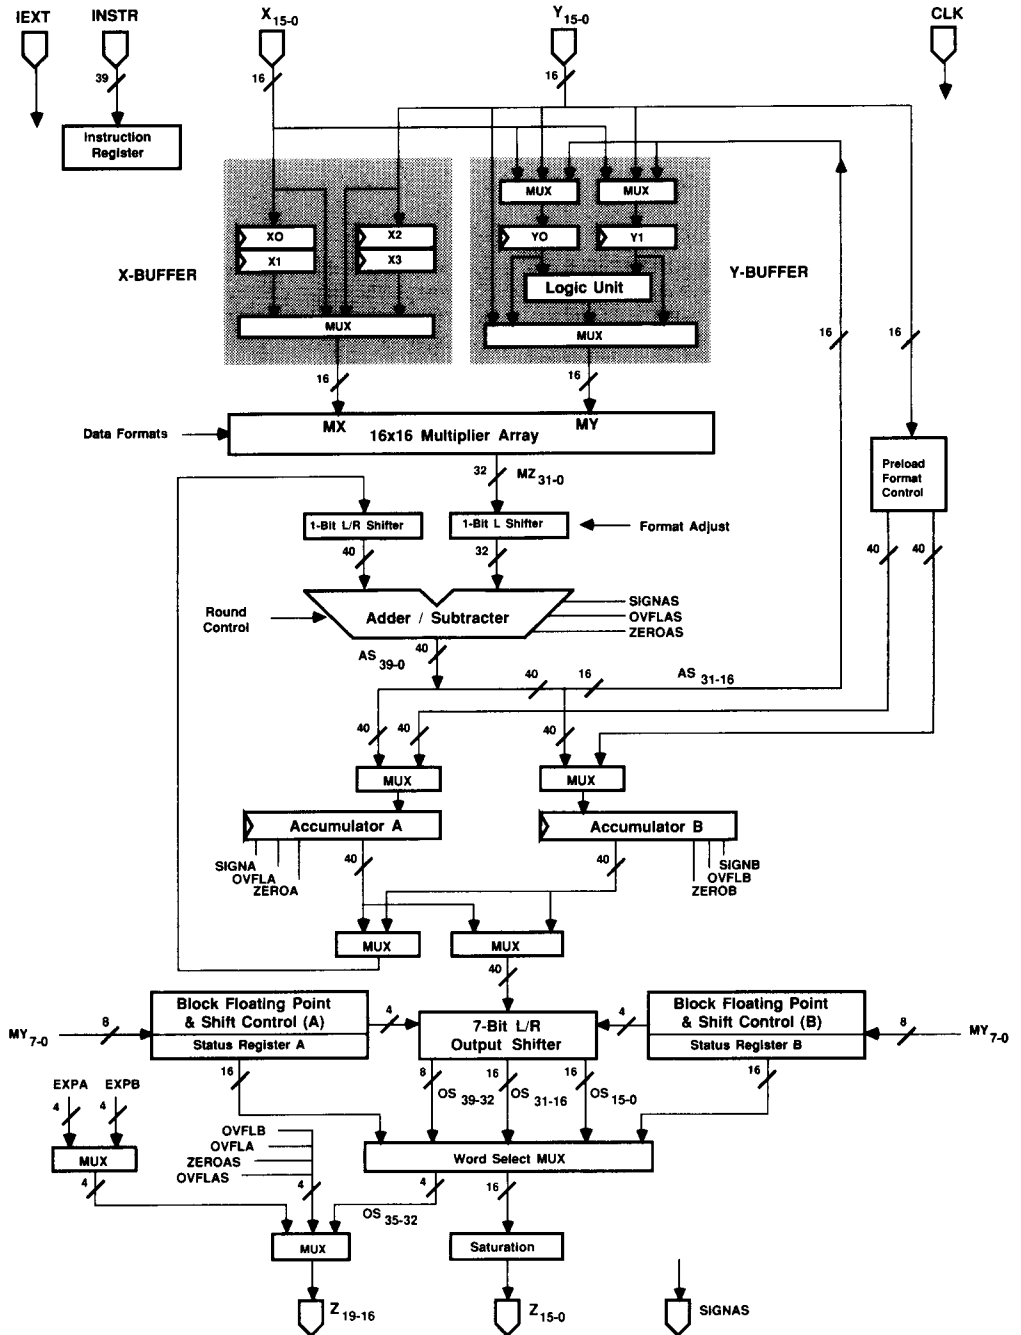 IEXT
INSTR
X15-0
Y15-0
CLK
39
16
16
Instruction
Register
MUX
MUX
X0
X2
Y0
Y1
X1
X3
X-BUFFER
Y-BUFFER
Logic Unit
MUX
MUX
16
16
16
16
MX
MY
Data Formats
16x16 Multiplier Array
32
MZ31-0
Preload
Format
Control
1-Bit L/R Shifter
1-Bit L Shifter
Format Adjust
40
32
40
40
Round
Control
Adder / Subtracter
SIGNAS
OVFLAS
ZEROAS
AS39-0
40
40
16
AS31-16
40
40
40
MUX
MUX
Accumulator A
Accumulator B
SIGNA
OVFLA
ZEROA
40
40
SIGNB
OVFLB
ZEROB
MUX
MUX
40
Block Floating Point
& Shift Control (A)
Status Register A
7-Bit L/R
Output Shifter
Block Floating Point
& Shift Control (B)
Status Register B
MY7-0
8
4
4
8
MY7-0
16
8
OS39-32
16
OS31-16
16
OS15-0
16
EXPA
EXPB
4
4
MUX
4
OVFLB
OVFLA
ZEROAS
OVFLAS
4
Word Select MUX
4
16
OS35-32
MUX
Saturation
Z19-16
Z15-0
SIGNAS